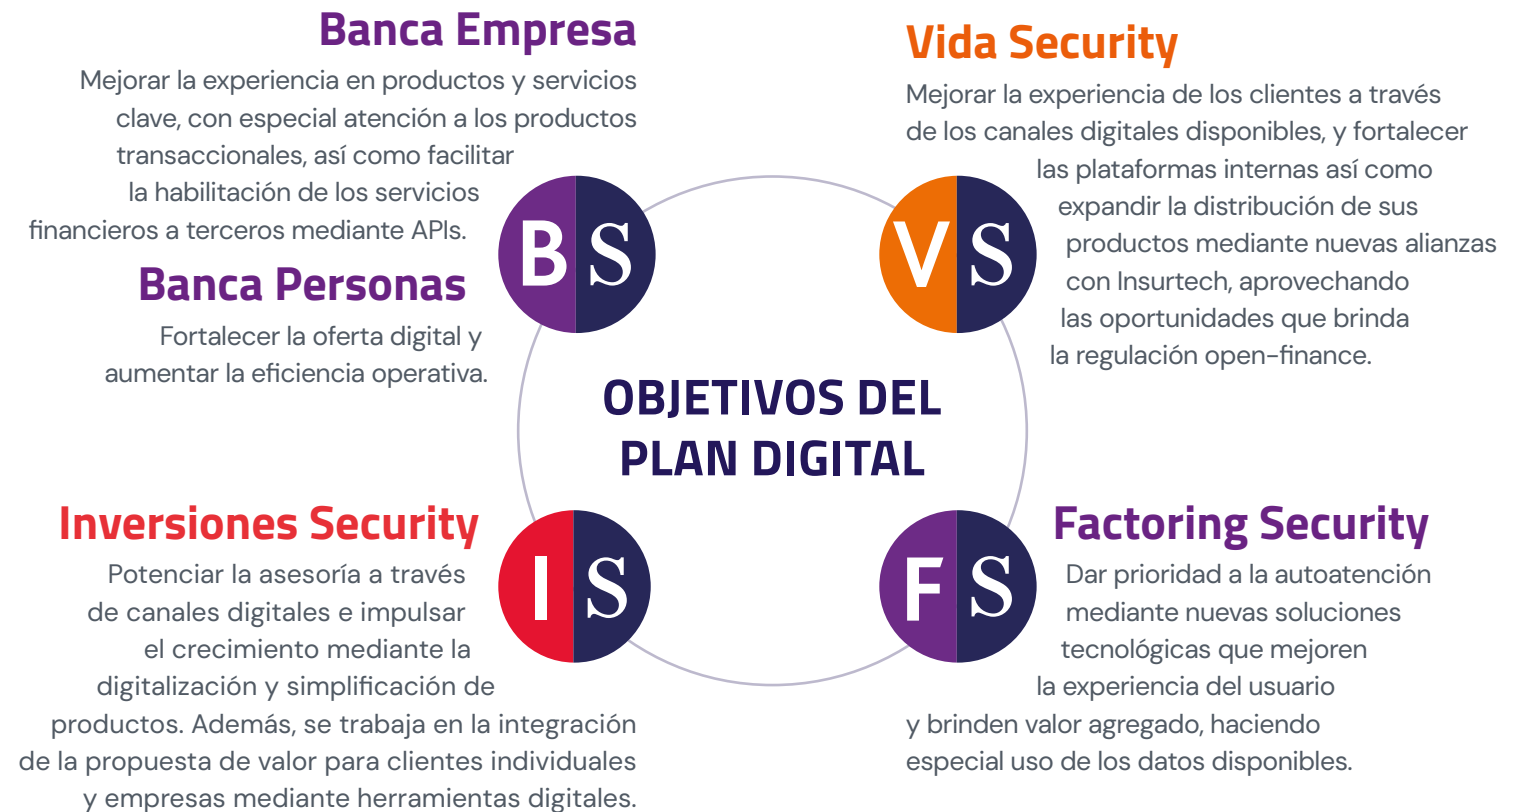 Banca Empresa
Mejorar la experiencia en productos y servicios
clave, con especial atención a los productos
transaccionales, así como facilitar
la habilitación de los servicios
financieros a terceros mediante APIs.
Banca Personas
Fortalecer la oferta digital y
aumentar la eficiencia operativa.
BS
Vida Security
Mejorar la experiencia de los clientes a través
de los canales digitales disponibles, y fortalecer
las plataformas internas así como
expandir la distribución de sus
productos mediante nuevas alianzas
con Insurtech, aprovechando
las oportunidades que brinda
la regulación open-finance.
VS
OBJETIVOS DEL
PLAN DIGITAL
Inversiones Security
Potenciar la asesoría a través
de canales digitales e impulsar
el crecimiento mediante la
digitalización y simplificación de
productos. Además, se trabaja en la integración
de la propuesta de valor para clientes individuales
y empresas mediante herramientas digitales.
IS
Factoring Security
Dar prioridad a la autoatención
mediante nuevas soluciones
tecnológicas que mejoren
la experiencia del usuario
y brinden valor agregado, haciendo
especial uso de los datos disponibles.
FS